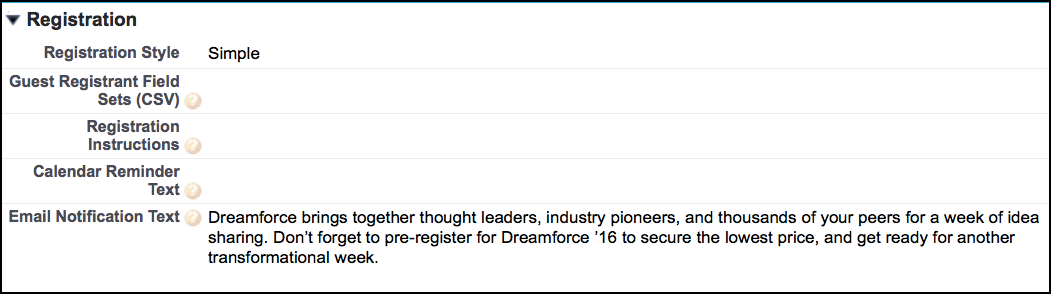 Registration
Registration Style Simple
Guest Registrant Field
Sets (CSV) ?
Registration
Instructions ?
Calendar Reminder
Text ?
Email Notification Text ? Dreamforce brings together thought leaders, industry pioneers, and thousands of your peers for a week of idea
sharing. Don’t forget to pre-register for Dreamforce ’16 to secure the lowest price, and get ready for another
transformational week.